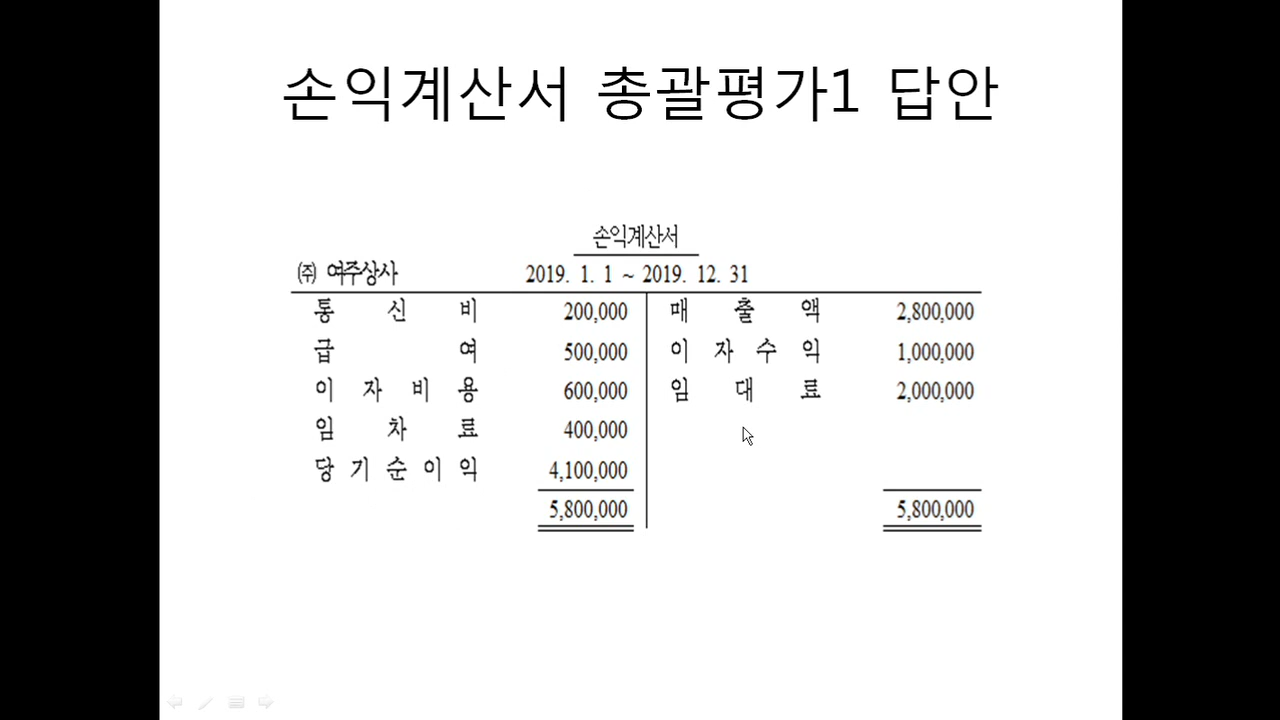 손익계산서 총괄평가1 답안
손익계산서
㈜ 여주상사 2019. 1. 1 ~ 2019. 12. 31
통 신 비 200,000 매 출 액 2,800,000
급 여 500,000 이 자 수 익 1,000,000
이 자 비 용 600,000 임 대 료 2,000,000
임 차 료 400,000
당 기 순 이 익 4,100,000
5,800,000 5,800,000